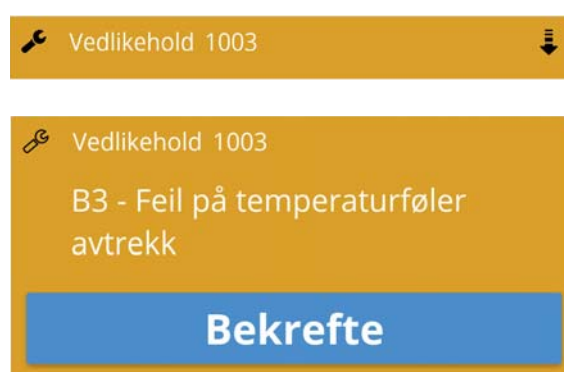 Vedlikehold 1003
Vedlikehold 1003
B3 - Feil på temperaturføler
avtrekk
Bekrefte